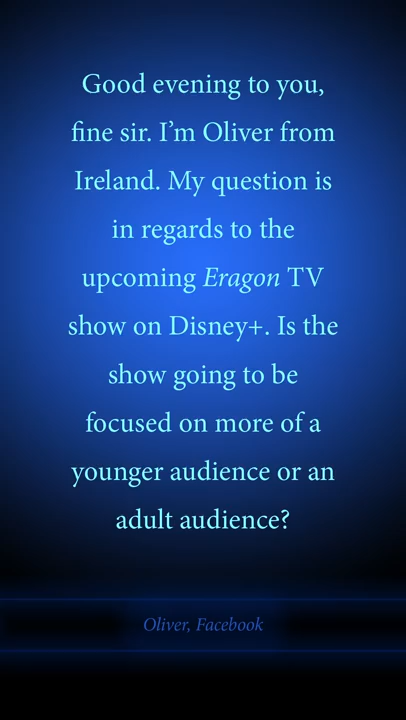 Good evening to you,
fine sir. I’m Oliver from
Ireland. My question is
in regards to the
upcoming Eragon TV
show on Disney+. Is the
show going to be
focused on more of a
younger audience or an
adult audience?
Oliver, Facebook